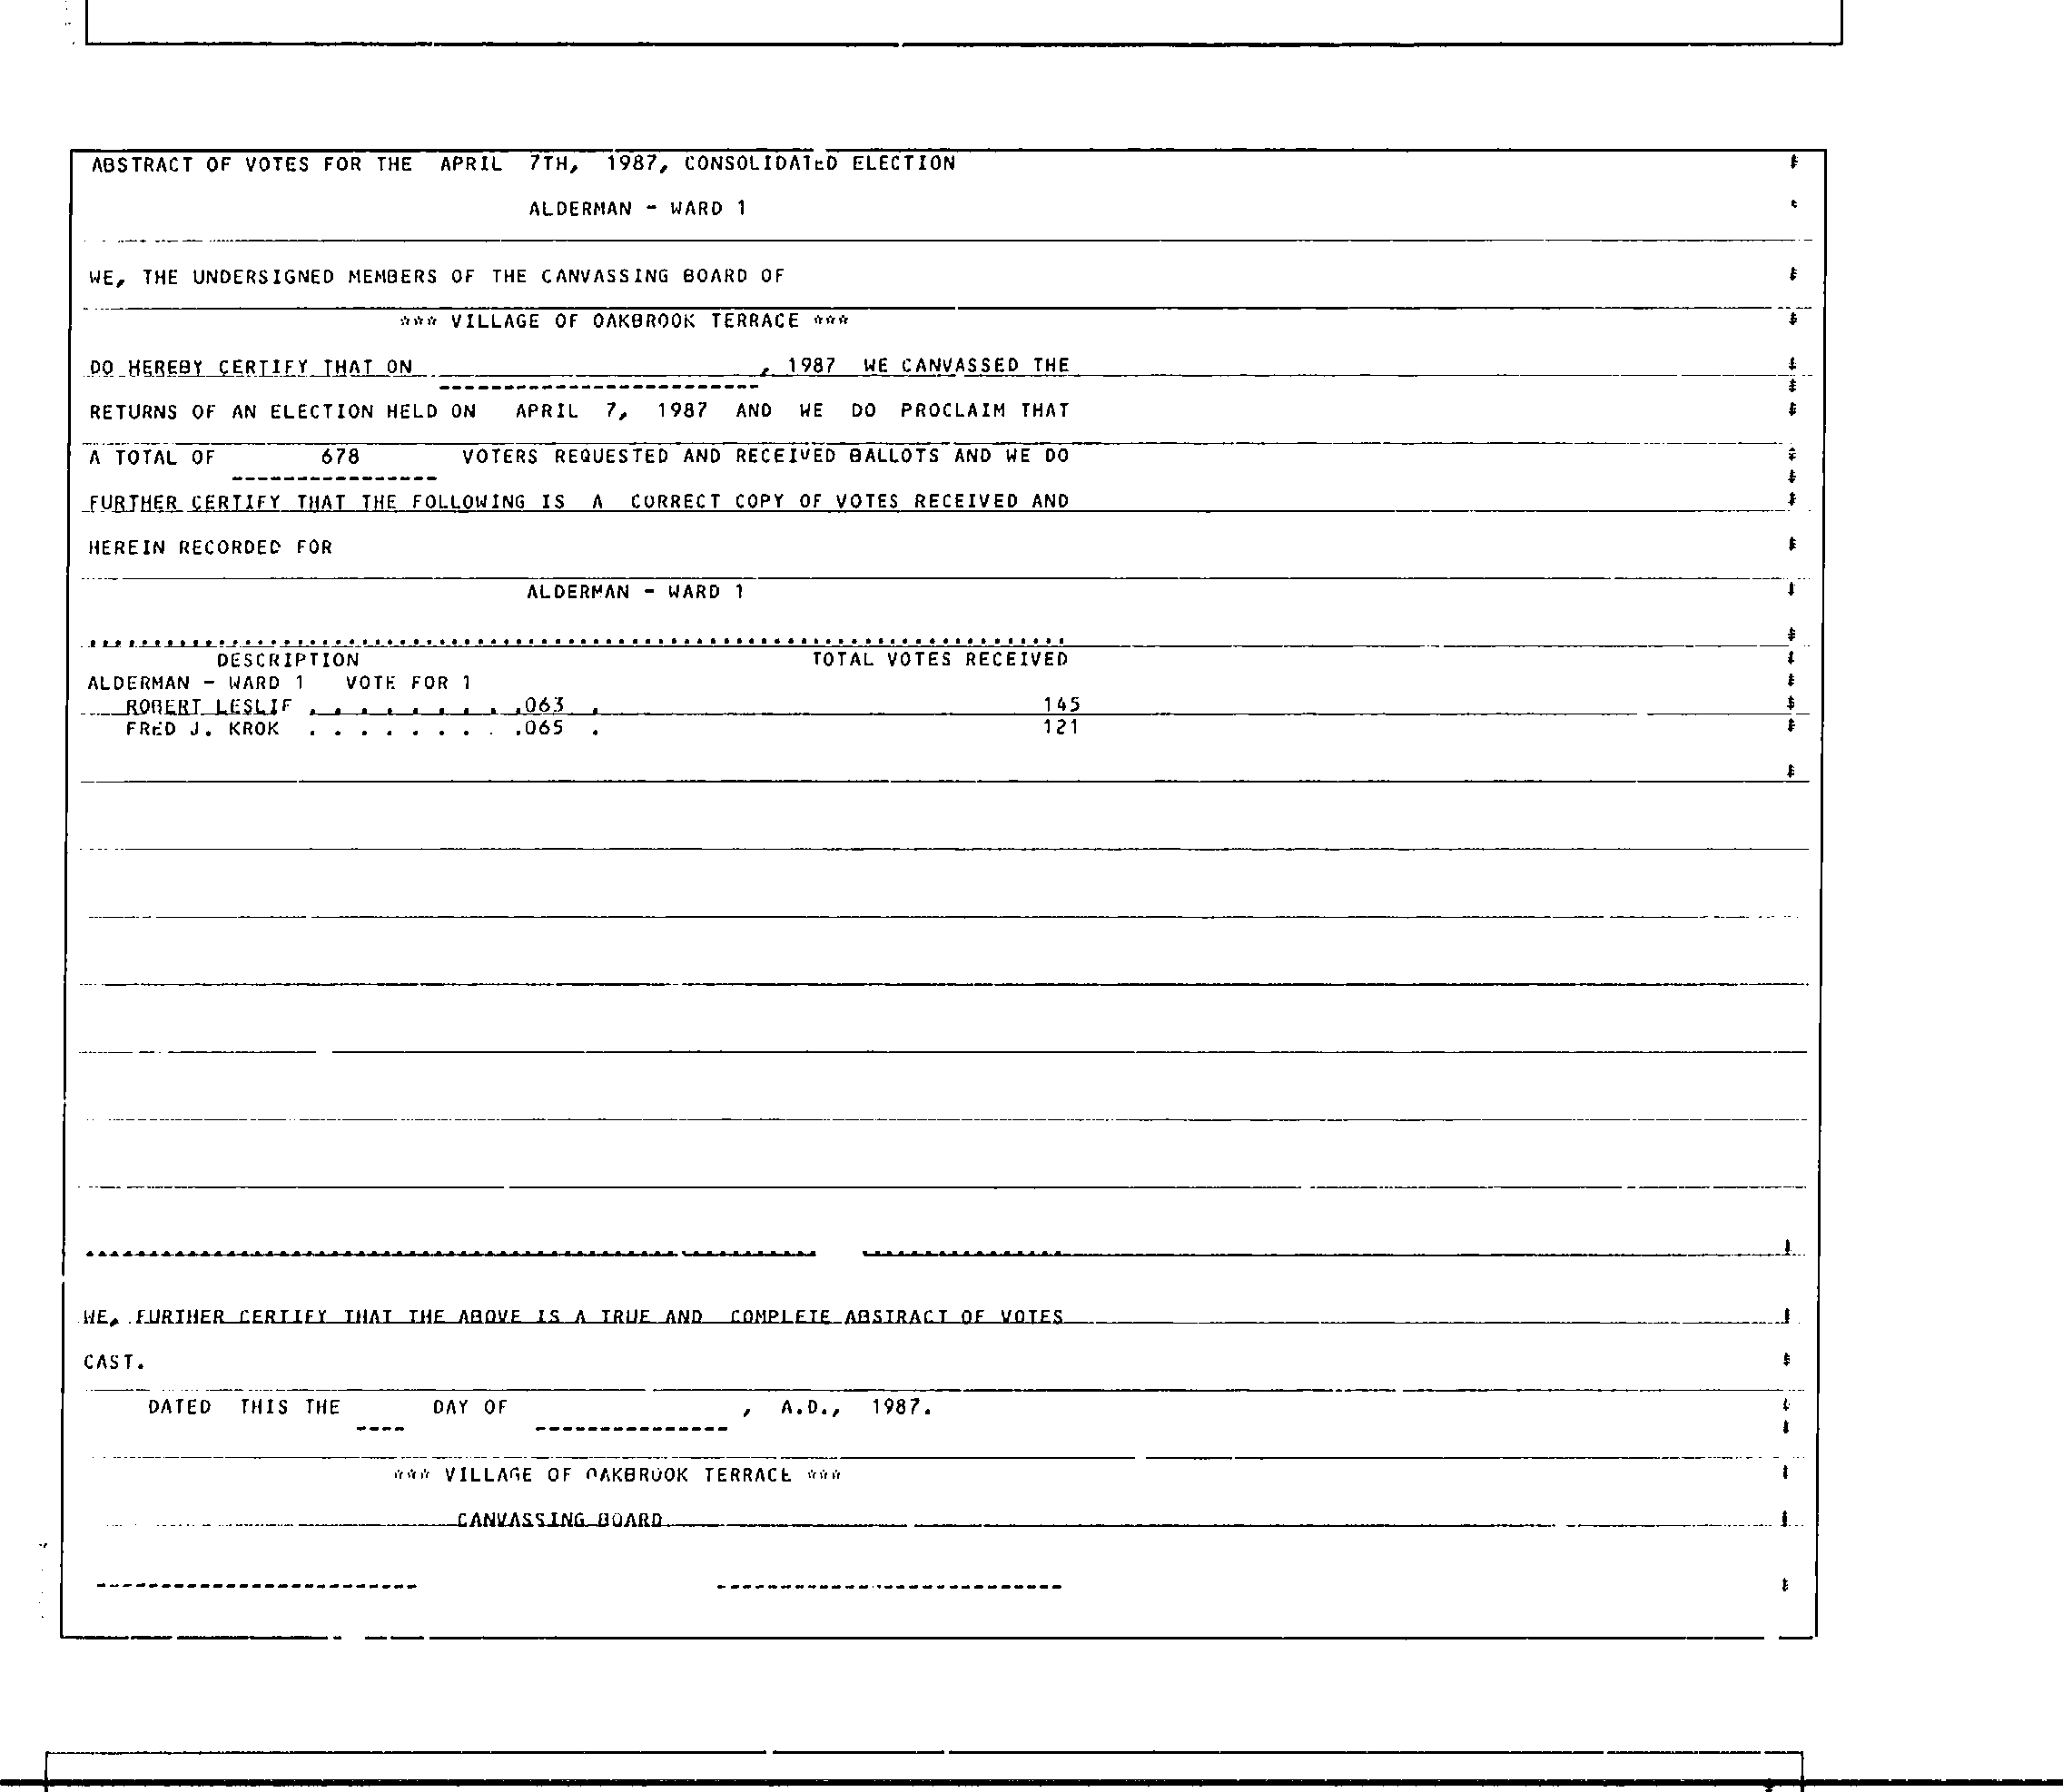 ABSTRACT OF VOTES FOR THE APRIL 7TH, 1987, CONSOLIDATED ELECTION
ALDERMAN - WARD 1
WE, THE UNDERSIGNED MEMBERS OF THE CANVASSING BOARD OF
*** VILLAGE OF OAKBROOK TERRACE ***
DO HEREBY CERTIFY THAT ON , 1987 WE CANVASSED THE
RETURNS OF AN ELECTION HELD ON APRIL 7, 1987 AND WE DO PROCLAIM THAT
A TOTAL OF 678 VOTERS REQUESTED AND RECEIVED BALLOTS AND WE DO
FURTHER CERTIFY THAT THE FOLLOWING IS A CORRECT COPY OF VOTES RECEIVED AND
HEREIN RECORDED FOR
ALDERMAN - WARD 1
DESCRIPTION TOTAL VOTES RECEIVED
ALDERMAN - WARD 1 VOTE FOR 1
ROBERT LESLIE . . . . . . . . .063 . 145
FRED J. KROK . . . . . . . . .065 . 121
WE, FURTHER CERTIFY THAT THE ABOVE IS A TRUE AND COMPLETE ABSTRACT OF VOTES
CAST.
DATED THIS THE ---- DAY OF --------------- , A.D., 1987.
*** VILLAGE OF OAKBROOK TERRACE ***
CANVASSING BOARD